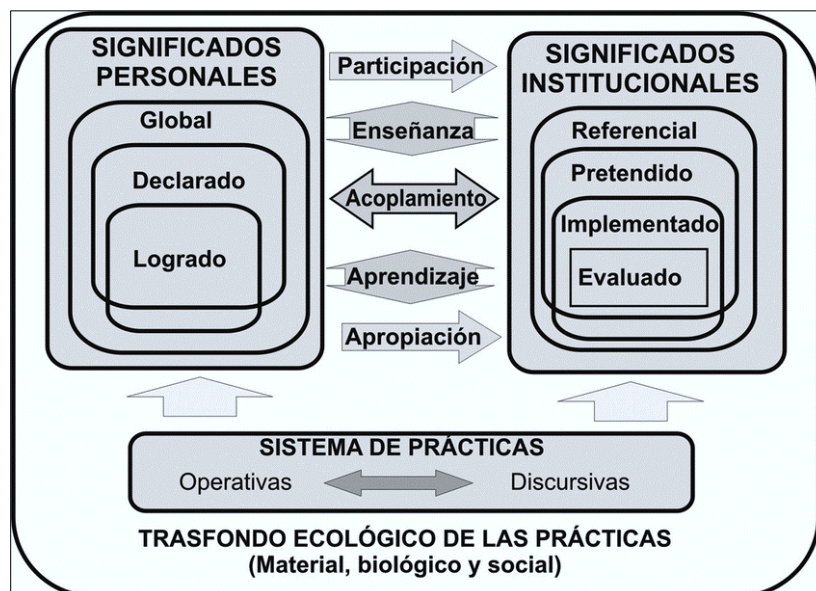 SIGNIFICADOS
PERSONALES
Global
Declarado
Logrado
Participación
Enseñanza
Acoplamiento
Aprendizaje
Apropiación
SIGNIFICADOS
INSTITUCIONALES
Referencial
Pretendido
Implementado
Evaluado
SISTEMA DE PRÁCTICAS
Operativas
Discursivas
TRASFONDO ECOLÓGICO DE LAS PRÁCTICAS
(Material, biológico y social)